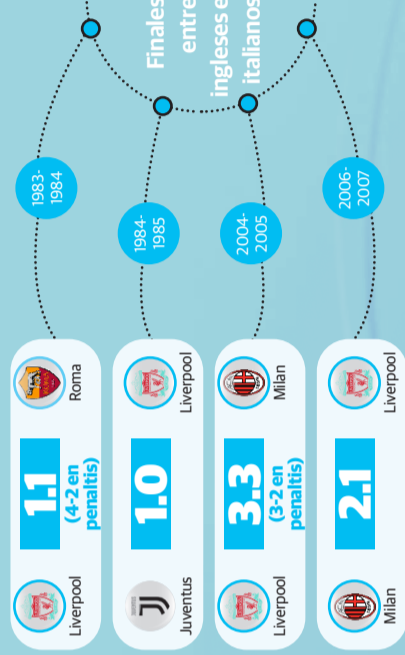 Finales
entre
ingleses e
italianos
1983-
1984
Liverpool
1.1
(4-2 en
penaltis)
Roma
1984-
1985
Juventus
1.0
Liverpool
2004-
2005
Liverpool
3.3
(3-2 en
penaltis)
Milan
2006-
2007
Milan
2.1
Liverpool